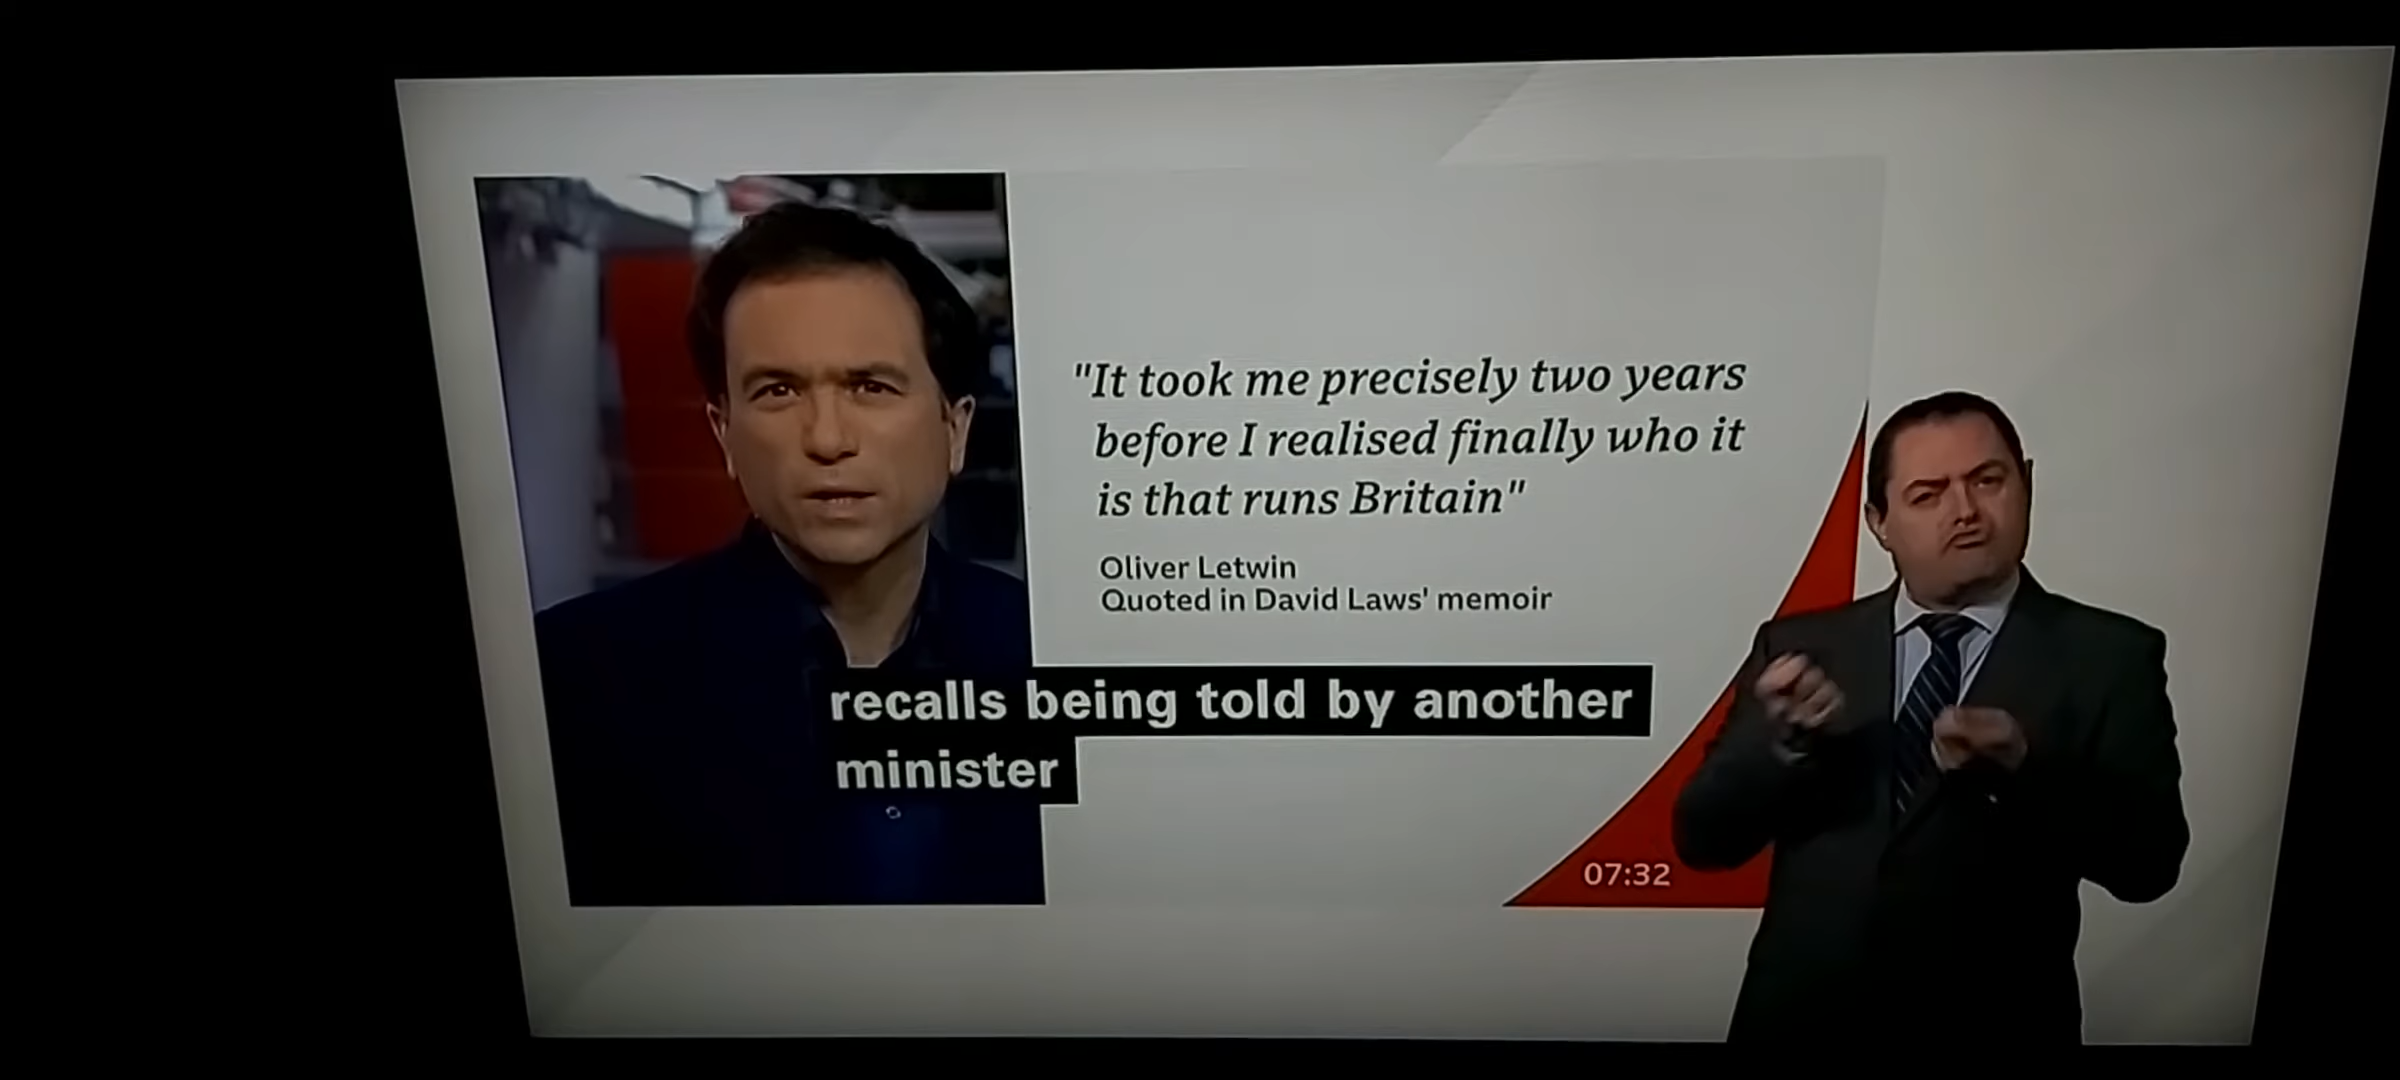 "It took me precisely two years
before I realised finally who it
is that runs Britain"
Oliver Letwin
Quoted in David Laws' memoir
recalls being told by another
minister
07:32